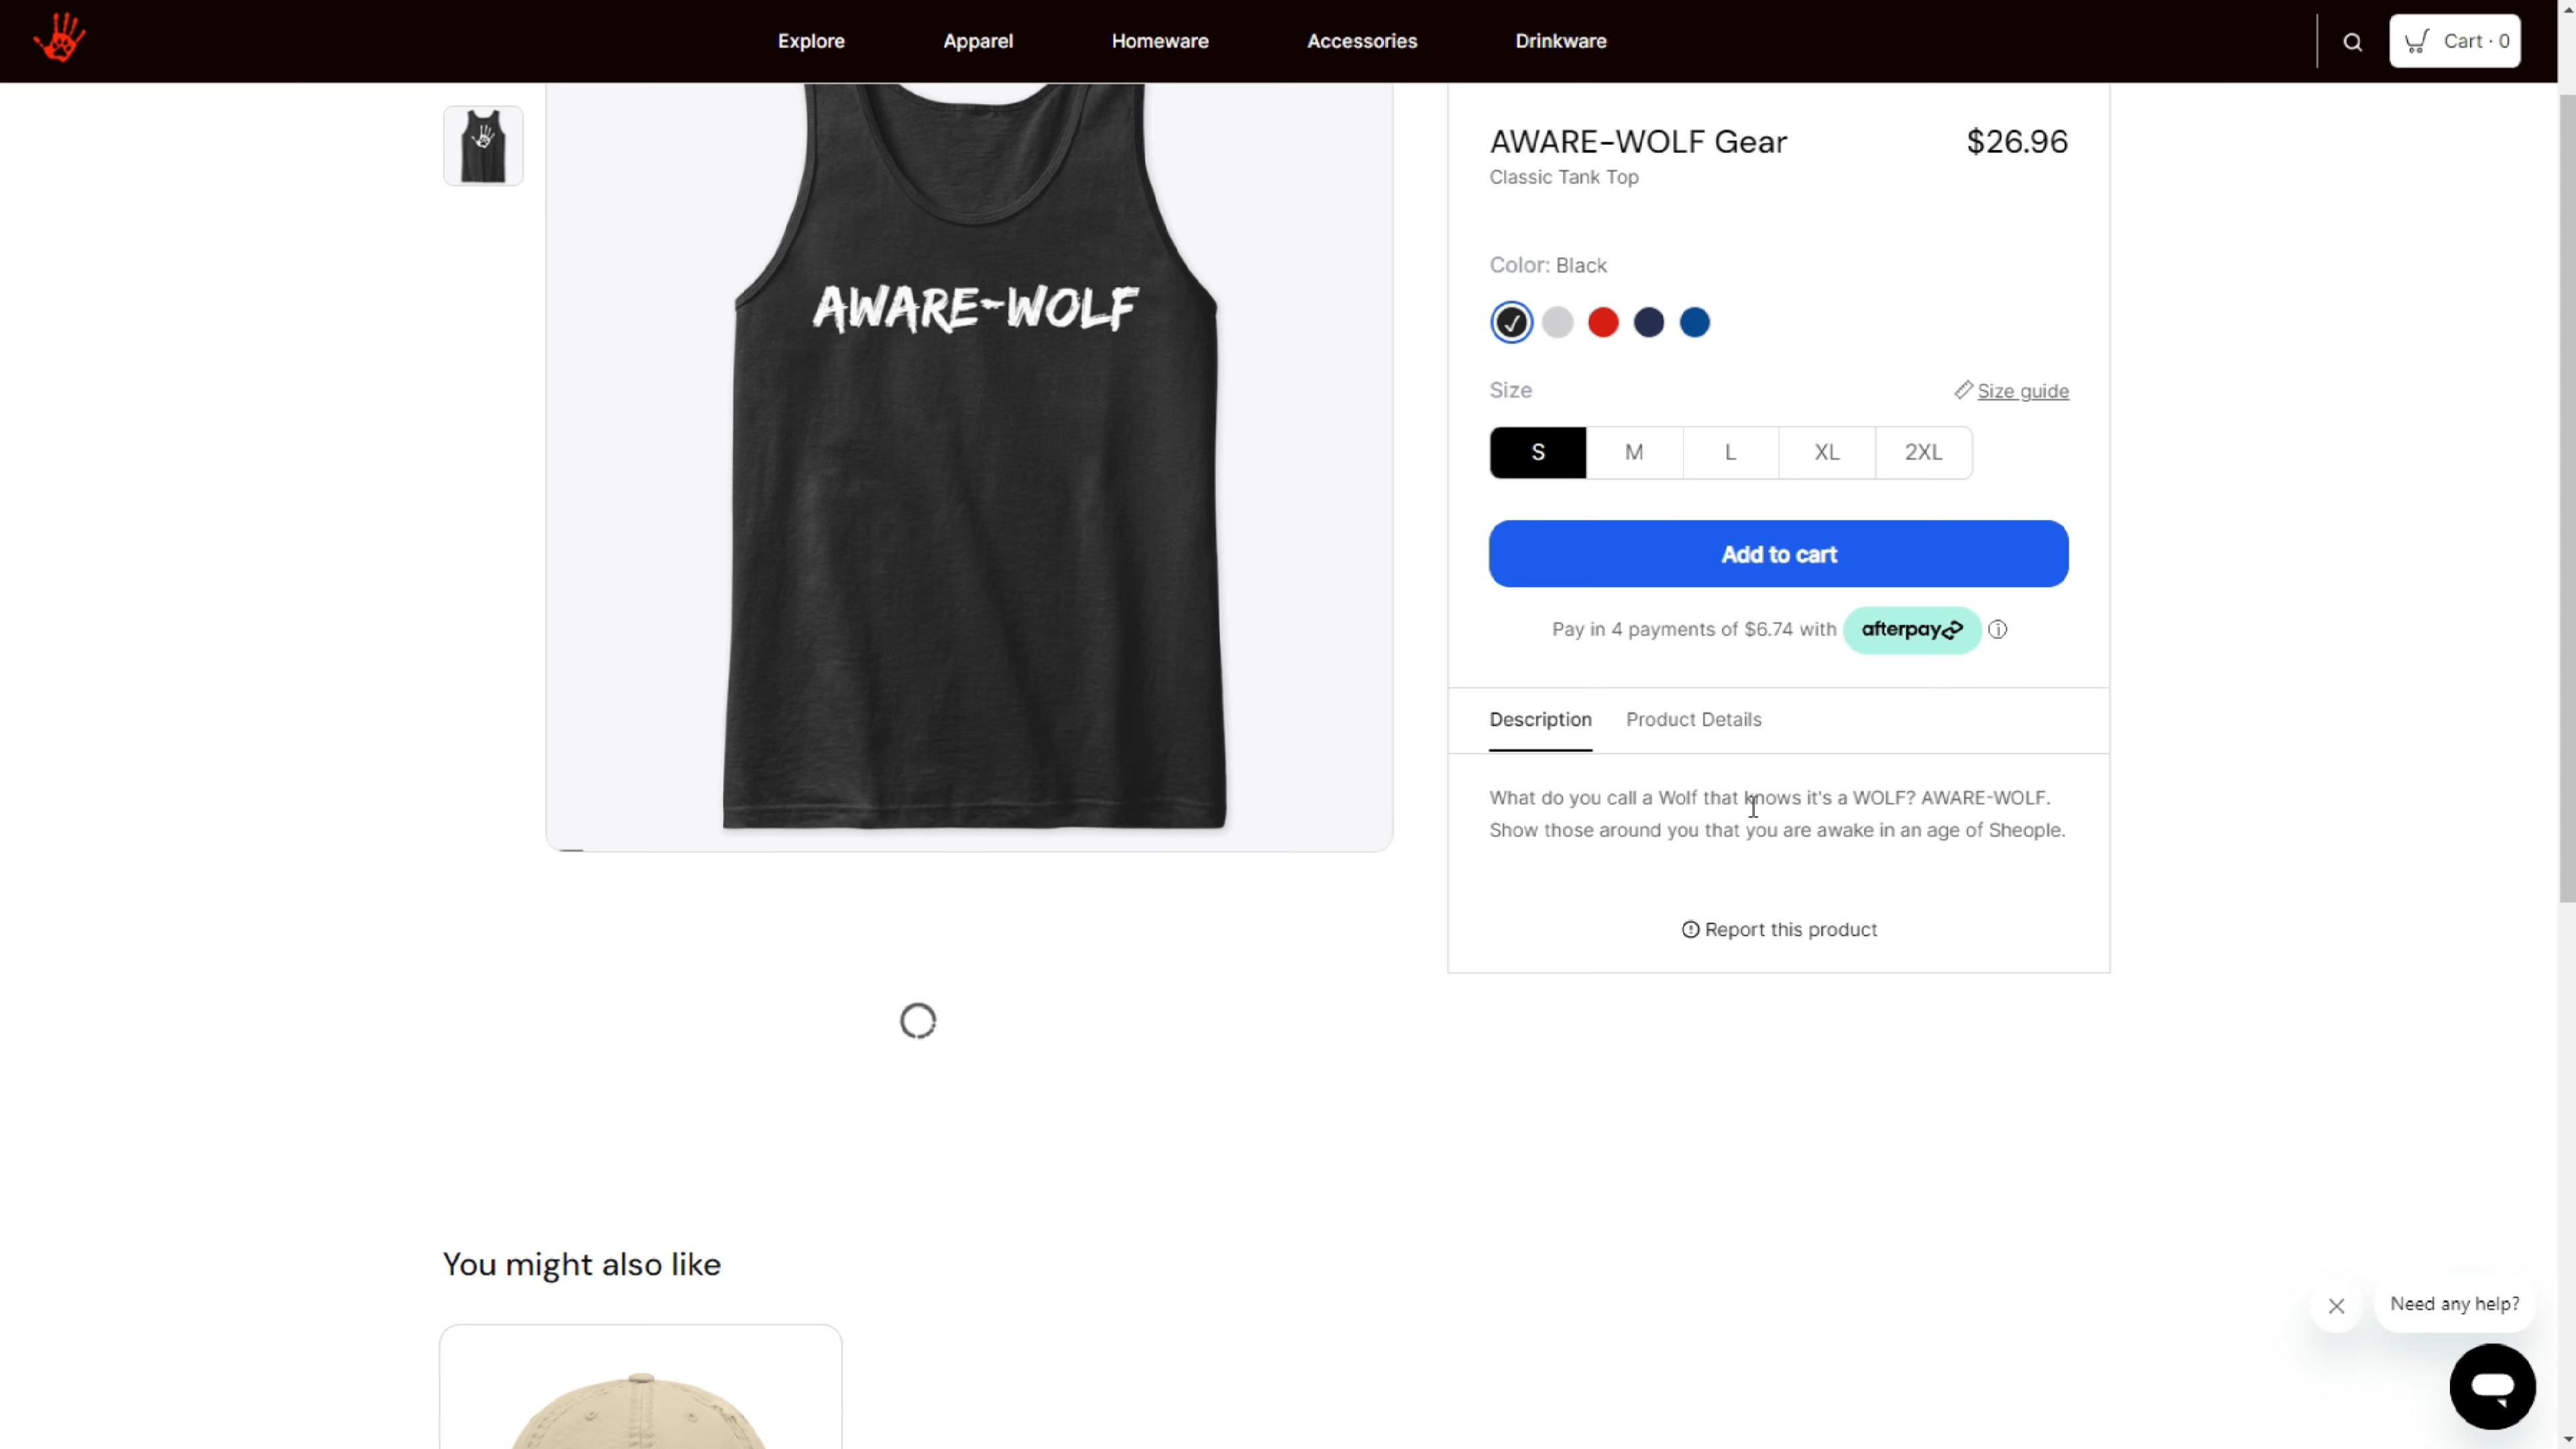 Explore
Apparel
Homeware
Accessories
Drinkware
Cart · 0
AWARE-WOLF
AWARE-WOLF Gear
$26.96
Classic Tank Top
Color: Black
Size
Size guide
S
M
L
XL
2XL
Add to cart
Pay in 4 payments of $6.74 with afterpay
Description
Product Details
What do you call a Wolf that knows it's a WOLF? AWARE-WOLF.
Show those around you that you are awake in an age of Sheople.
Report this product
You might also like
Need any help?